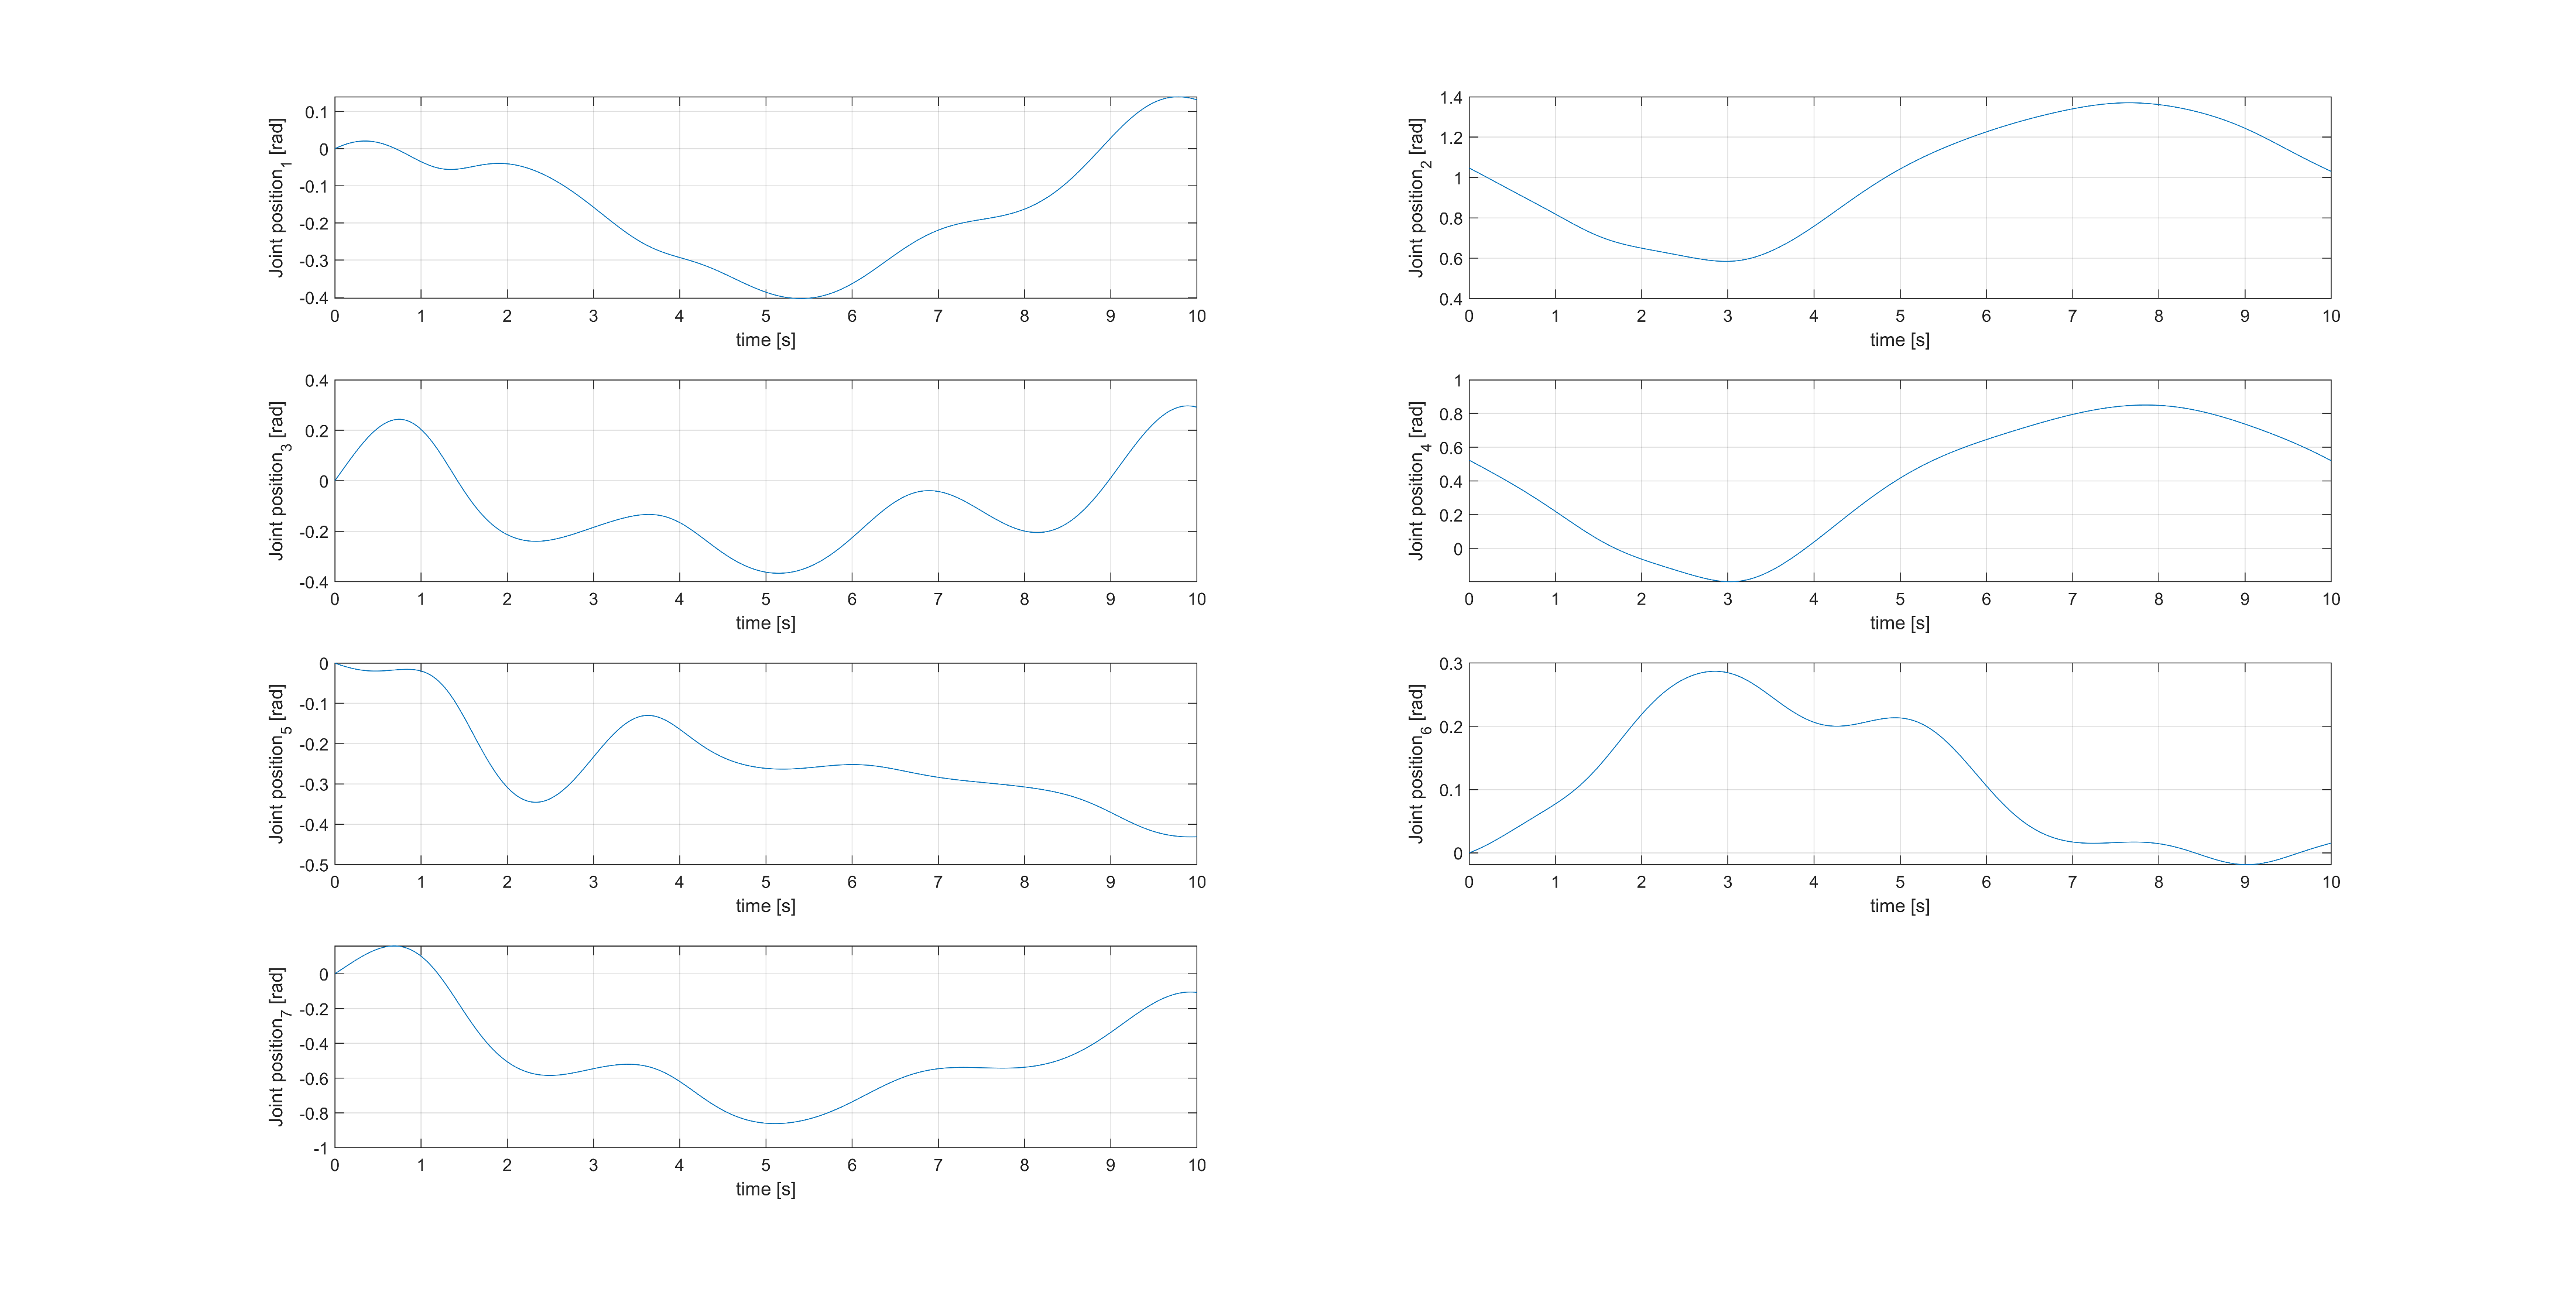 Joint position1 [rad]
0.1
0
-0.1
-0.2
-0.3
-0.4
0 1 2 3 4 5 6 7 8 9 10
time [s]
Joint position2 [rad]
1.4
1.2
1
0.8
0.6
0.4
0 1 2 3 4 5 6 7 8 9 10
time [s]
Joint position3 [rad]
0.4
0.2
0
-0.2
-0.4
0 1 2 3 4 5 6 7 8 9 10
time [s]
Joint position4 [rad]
1
0.8
0.6
0.4
0.2
0
0 1 2 3 4 5 6 7 8 9 10
time [s]
Joint position5 [rad]
0
-0.1
-0.2
-0.3
-0.4
-0.5
0 1 2 3 4 5 6 7 8 9 10
time [s]
Joint position6 [rad]
0.3
0.2
0.1
0
0 1 2 3 4 5 6 7 8 9 10
time [s]
Joint position7 [rad]
0
-0.2
-0.4
-0.6
-0.8
-1
0 1 2 3 4 5 6 7 8 9 10
time [s]